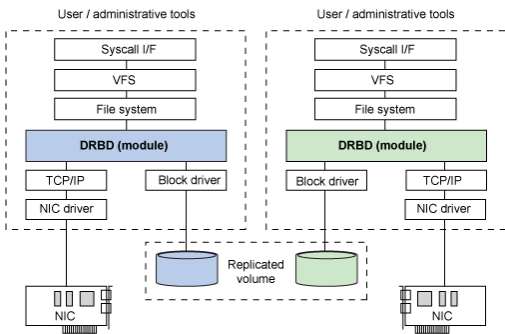 User / administrative tools
User / administrative tools
Syscall I/F
Syscall I/F
VFS
VFS
File system
File system
DRBD (module)
DRBD (module)
TCP/IP
Block driver
Block driver
TCP/IP
NIC driver
NIC driver
Replicated
volume
NIC
NIC